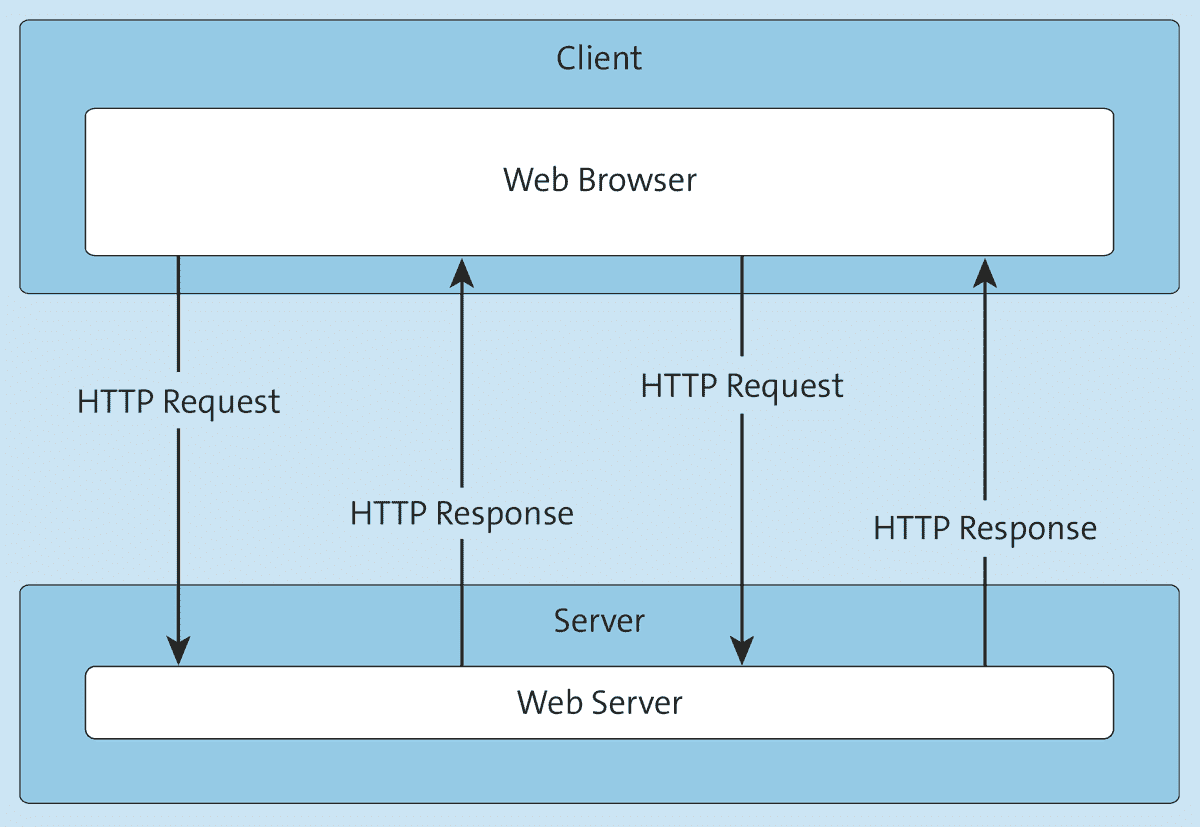 Client
Web Browser
HTTP Request
HTTP Request
HTTP Response
HTTP Response
Server
Web Server